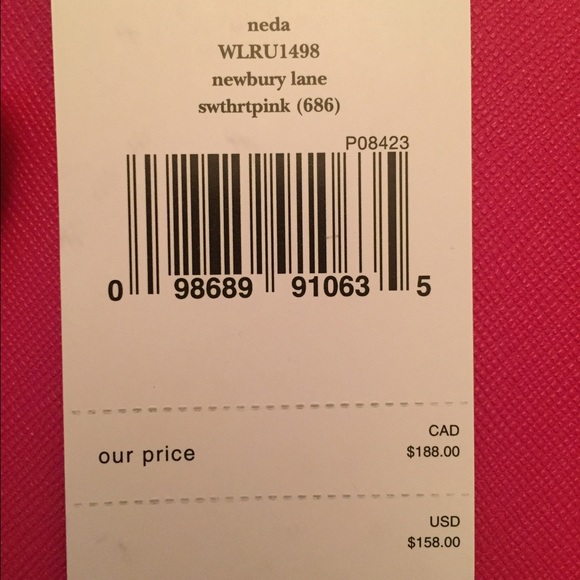 neda
WLRU1498
newbury lane
swthrtpink (686)
P08423
0 98689 91063 5
CAD
our price $188.00
USD
$158.00